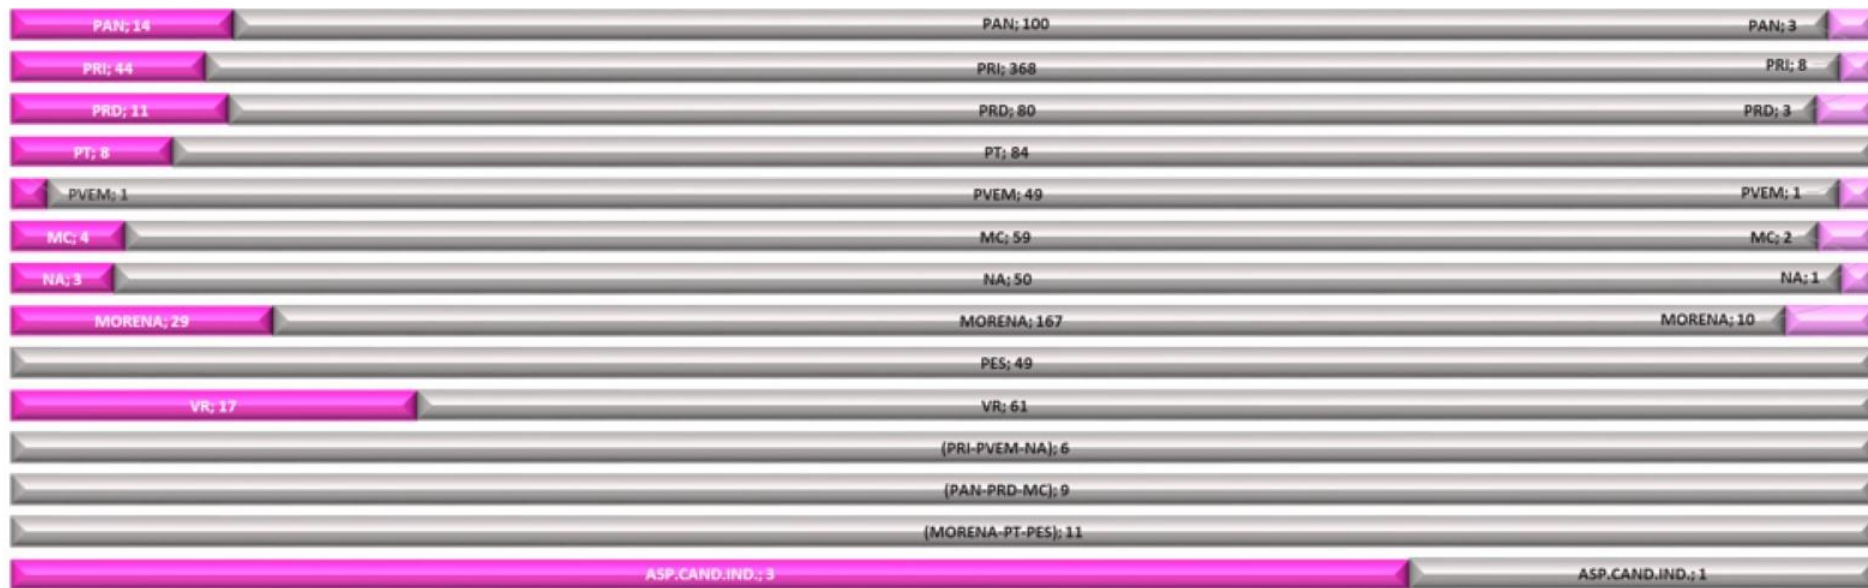 PAN; 14 PAN; 100 PAN; 3
PRI; 44 PRI; 368 PRI; 8
PRD; 11 PRD; 80 PRD; 3
PT; 8 PT; 84
PVEM; 1 PVEM; 49 PVEM; 1
MC; 4 MC; 59 MC; 2
NA; 3 NA; 50 NA; 1
MORENA; 29 MORENA; 167 MORENA; 10
PES; 49
VR; 17 VR; 61
(PRI-PVEM-NA); 6
(PAN-PRD-MC); 9
(MORENA-PT-PES); 11
ASP.CAND.IND.; 3 ASP.CAND.IND.; 1